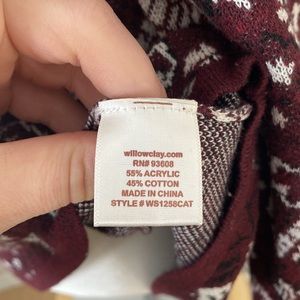 willowclay.com
RN# 93608
55% ACRYLIC
45% COTTON
MADE IN CHINA
STYLE # WS1258CAT